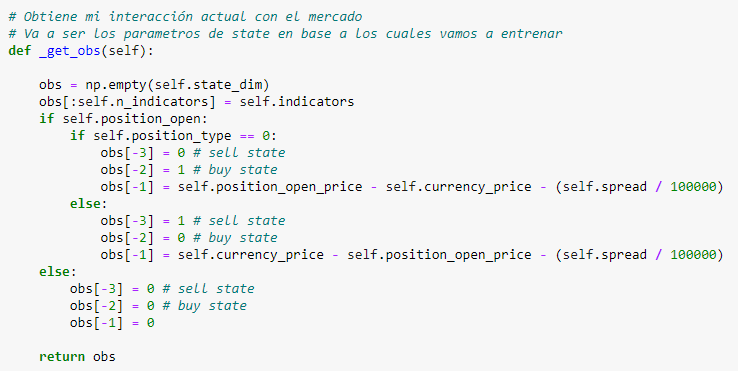 # Obtiene mi interacción actual con el mercado
# Va a ser los parametros de state en base a los cuales vamos a entrenar
def _get_obs(self):

    obs = np.empty(self.state_dim)
    obs[:self.n_indicators] = self.indicators
    if self.position_open:
        if self.position_type == 0:
            obs[-3] = 0 # sell state
            obs[-2] = 1 # buy state
            obs[-1] = self.position_open_price - self.currency_price - (self.spread / 100000)
        else:
            obs[-3] = 1 # sell state
            obs[-2] = 0 # buy state
            obs[-1] = self.currency_price - self.position_open_price - (self.spread / 100000)
    else:
        obs[-3] = 0 # sell state
        obs[-2] = 0 # buy state
        obs[-1] = 0

    return obs